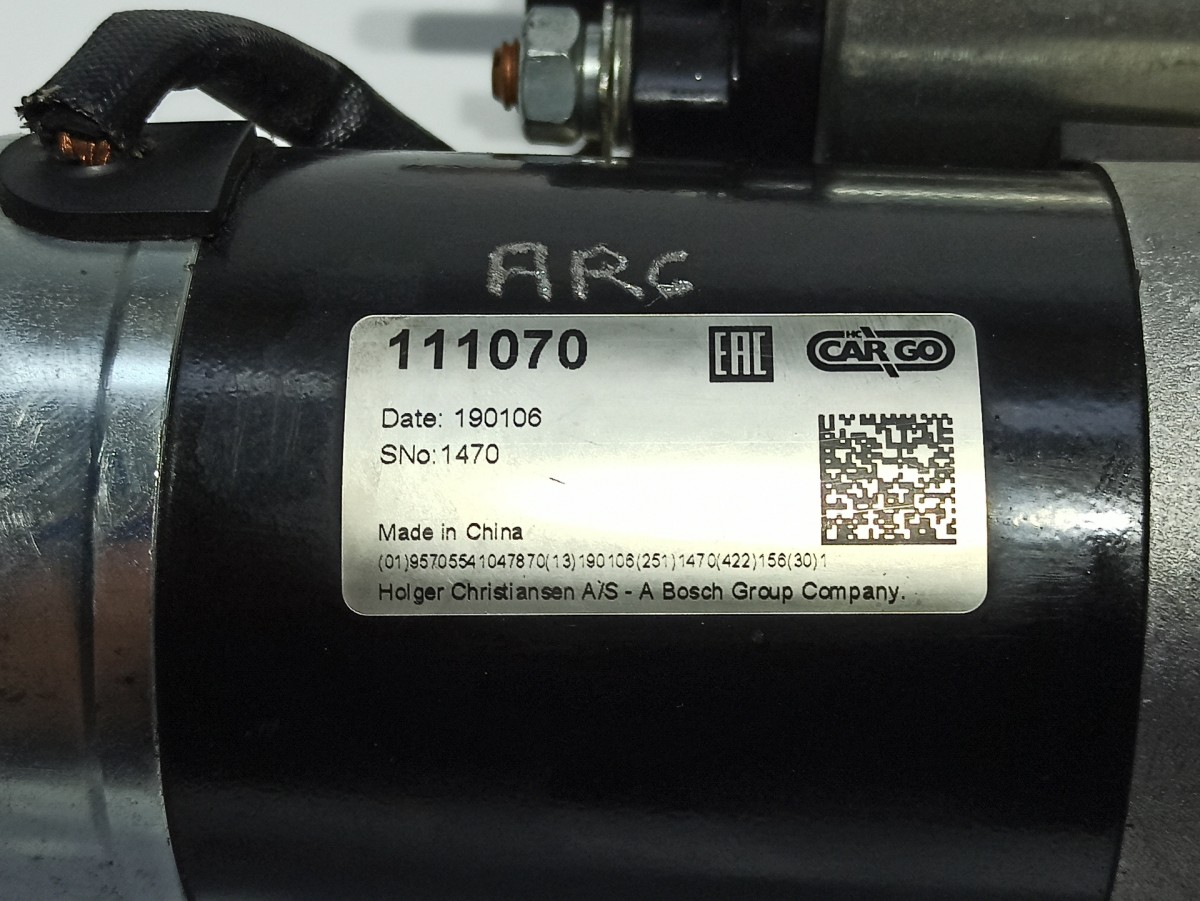 ARG
111070
EAC
HC
CARGO
Date: 190106
SNo:1470
Made in China
(01)95705541047870(13)190106(251)1470(422)156(30)1
Holger Christiansen A/S - A Bosch Group Company.